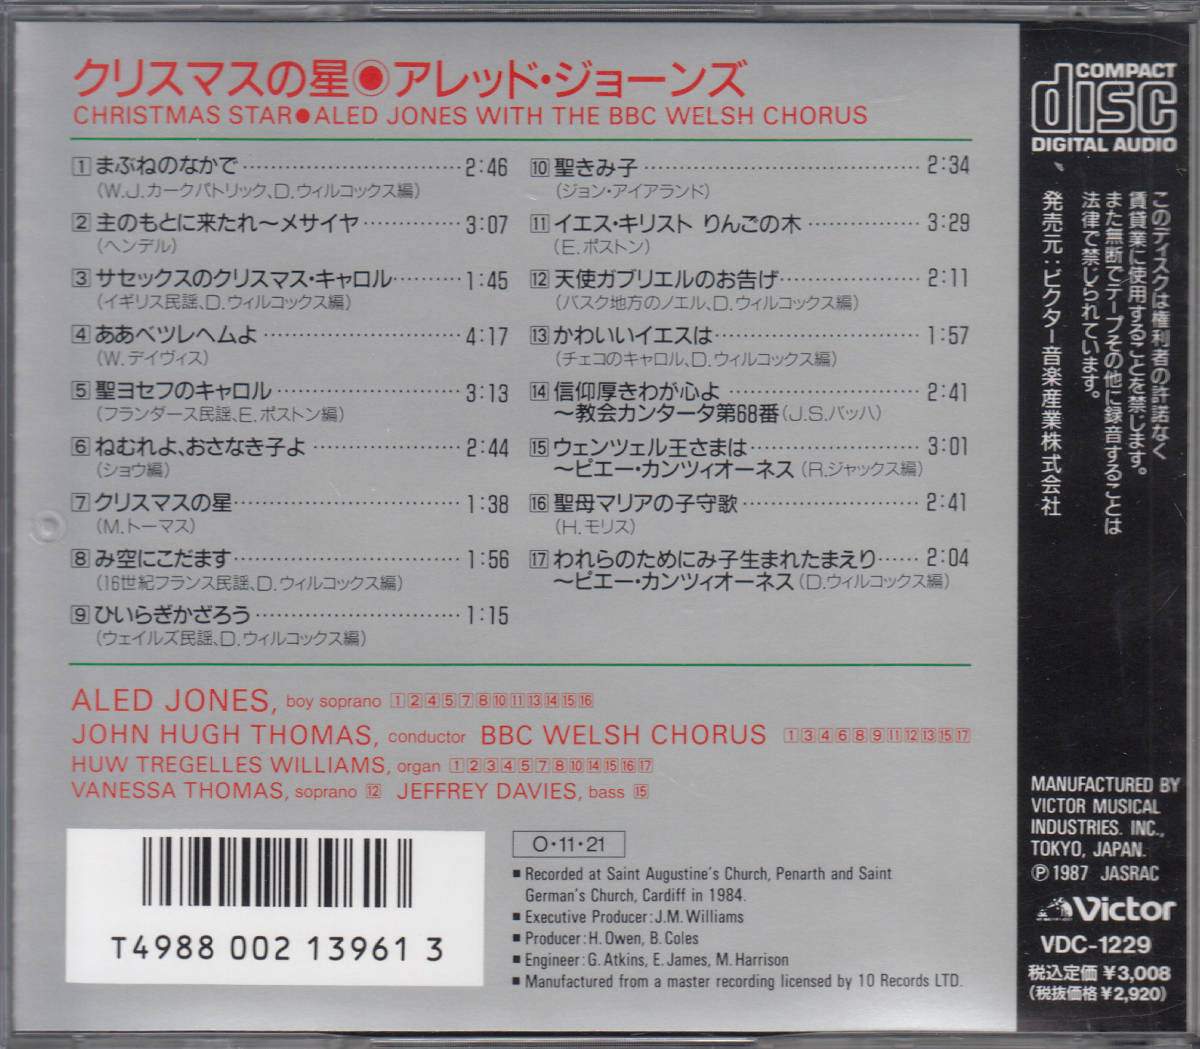 クリスマスの星◉アレッド・ジョーンズ
CHRISTMAS STAR●ALED JONES WITH THE BBC WELSH CHORUS
1 まぶねのなかで……2:46
(W.J.カークパトリック、D.ウィルコックス編)
2 主のもとに来たれ〜メサイヤ……3:07
(ヘンデル)
3 サセックスのクリスマス・キャロル……1:45
(イギリス民謡、D.ウィルコックス編)
4 ああベツレヘムよ……4:17
(W.デイヴィス)
5 聖ヨセフのキャロル……3:13
(フランダース民謡、E.ポストン編)
6 ねむれよ、おさなき子よ……2:44
(ショウ編)
7 クリスマスの星……1:38
(M.トーマス)
8 み空にこだます……1:56
(16世紀フランス民謡、D.ウィルコックス編)
9 ひいらぎかざろう……1:15
(ウェイルズ民謡、D.ウィルコックス編)
10 聖きみ子……2:34
(ジョン・アイアランド)
11 イエス・キリスト りんごの木……3:29
(E.ポストン)
12 天使ガブリエルのお告げ……2:11
(バスク地方のノエル、D.ウィルコックス編)
13 かわいいイエスは……1:57
(チェコのキャロル、D.ウィルコックス編)
14 信仰厚きわが心よ……2:41
〜教会カンタータ第68番(J.S.バッハ)
15 ウェンツェル王さまは……3:01
〜ピエー・カンツィオーネス(R.ジャックス編)
16 聖母マリアの子守歌……2:41
(H.モリス)
17 われらのためにみ子生まれたまえり……2:04
〜ピエー・カンツィオーネス(D.ウィルコックス編)
ALED JONES, boy soprano 1 2 4 5 7 8 10 11 13 14 15 16
JOHN HUGH THOMAS, conductor BBC WELSH CHORUS 1 3 4 6 8 9 11 12 13 15 17
HUW TREGELLES WILLIAMS, organ 1 2 3 4 5 7 8 10 14 15 16 17
VANESSA THOMAS, soprano 12 JEFFREY DAVIES, bass 15
T4988 002 13961 3
O・11・21
■ Recorded at Saint Augustine's Church, Penarth and Saint
German's Church, Cardiff in 1984.
■ Executive Producer: J.M. Williams
■ Producer: H. Owen, B. Coles
■ Engineer: G. Atkins, E. James, M. Harrison
■ Manufactured from a master recording licensed by 10 Records LTD.
COMPACT
disc
DIGITAL AUDIO
このディスクは権利者の許諾なく
賃貸業に使用することを禁じます。
また無断でテープその他に録音することは
法律で禁じられています。
発売元:ビクター音楽産業株式会社
MANUFACTURED BY
VICTOR MUSICAL
INDUSTRIES. INC.,
TOKYO, JAPAN.
℗ 1987 JASRAC
Victor
VDC-1229
税込定価 ¥3,008
(税抜価格 ¥2,920)